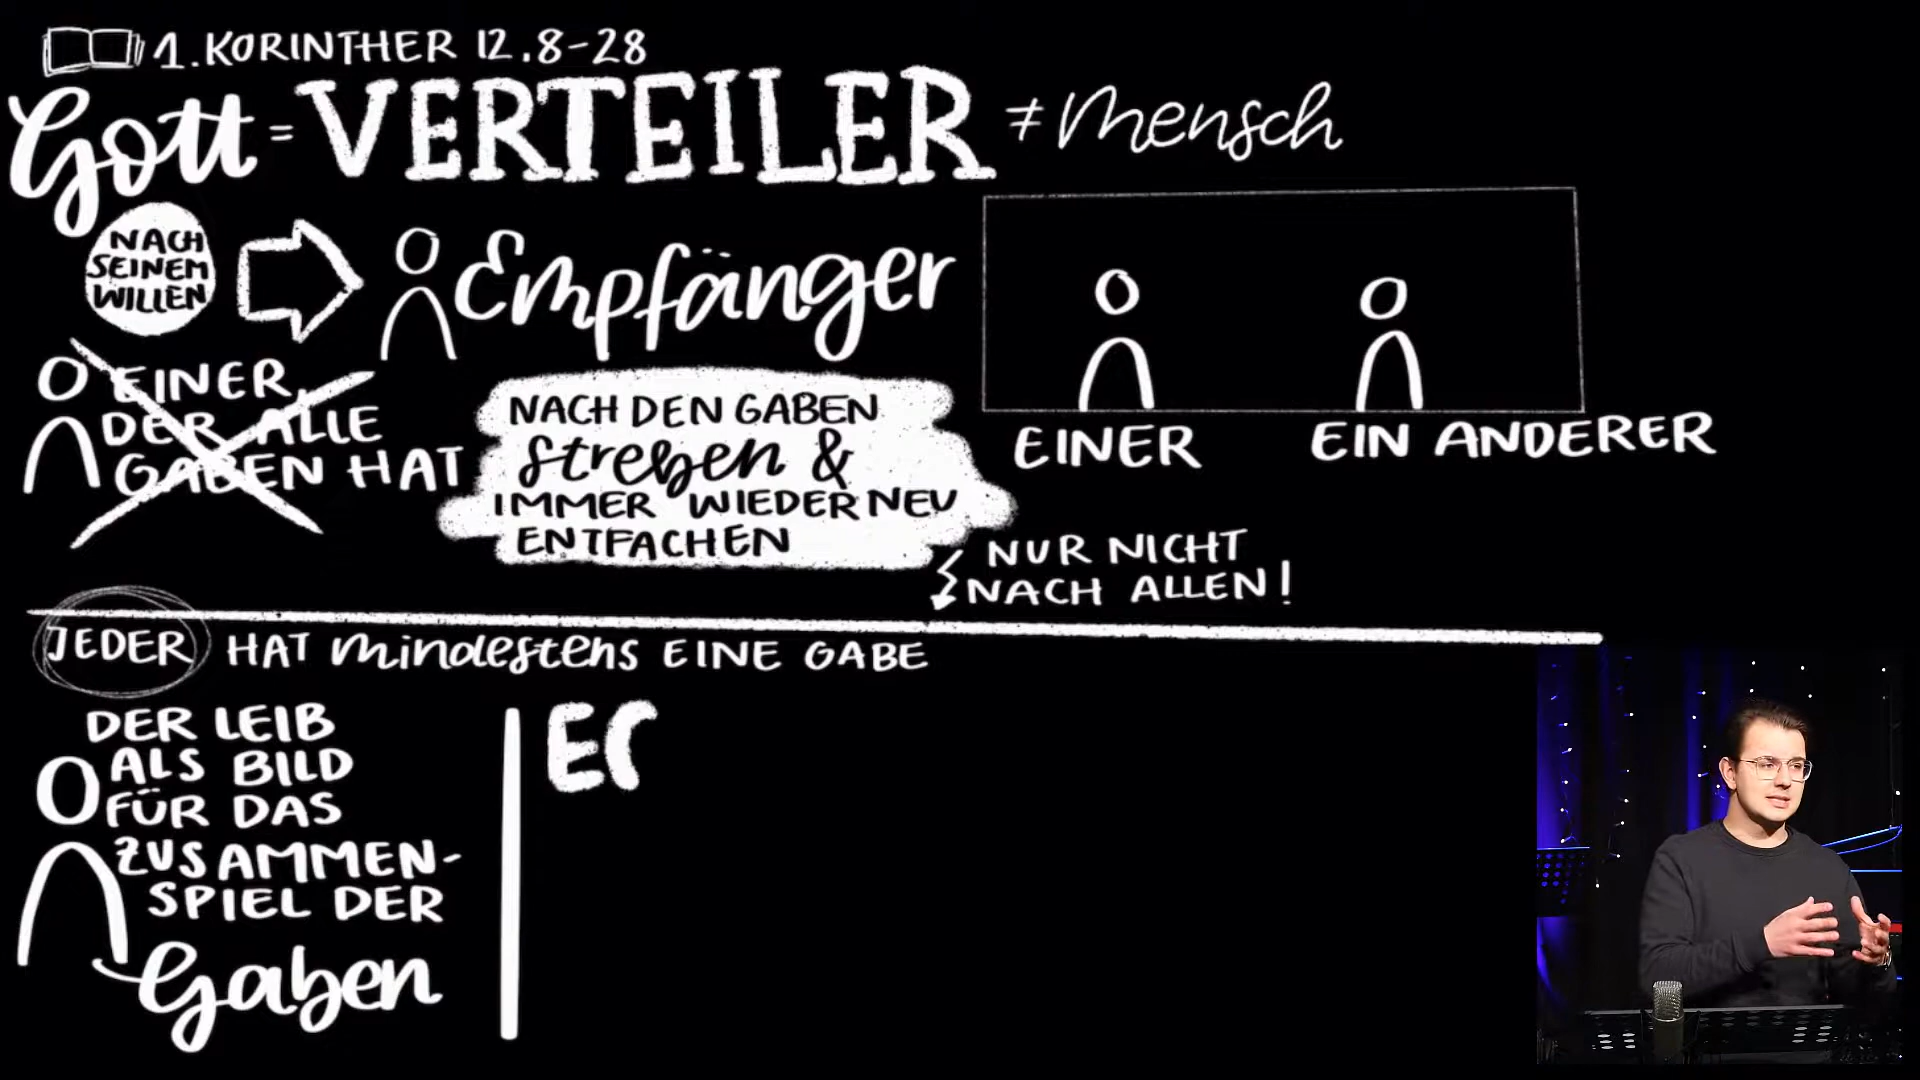 1. KORINTHER 12,8-28
Gott = VERTEILER ≠ Mensch
NACH
SEINEM
WILLEN
Empfänger
EINER,
DER ALLE
GABEN HAT
NACH DEN GABEN
streben &
IMMER WIEDER NEU
ENTFACHEN
EINER
EIN ANDERER
NUR NICHT
NACH ALLEN!
JEDER HAT mindestens EINE GABE
DER LEIB
ALS BILD
FÜR DAS
ZUSAMMEN-
SPIEL DER
Gaben